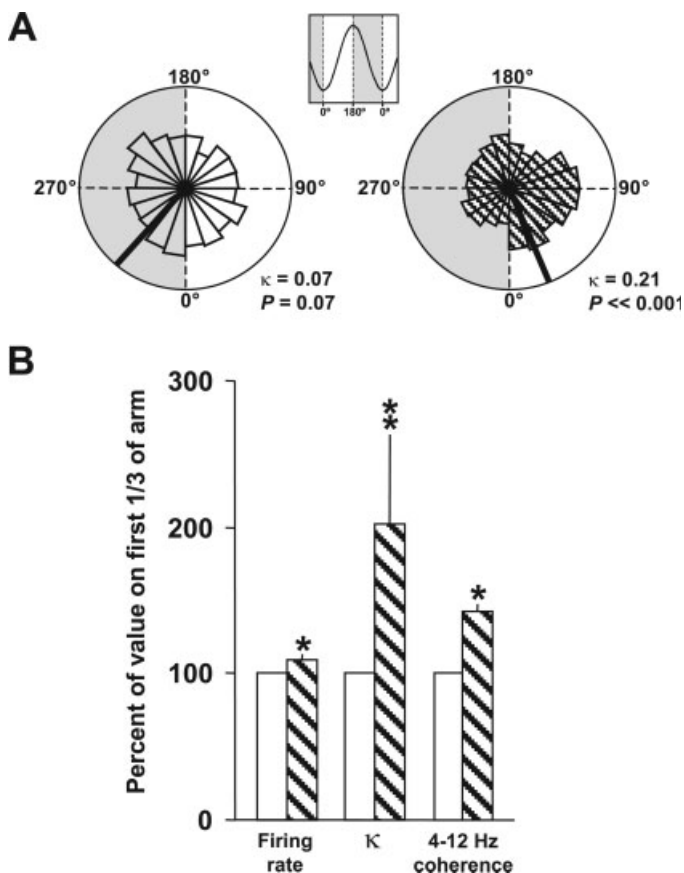 A
0° 180° 0°
180°
270°
90°
0°
κ = 0.07
P = 0.07
180°
270°
90°
0°
κ = 0.21
P << 0.001
B
Percent of value on first 1/3 of arm
300
200
100
0
*
**
*
Firing
rate
κ
4-12 Hz
coherence